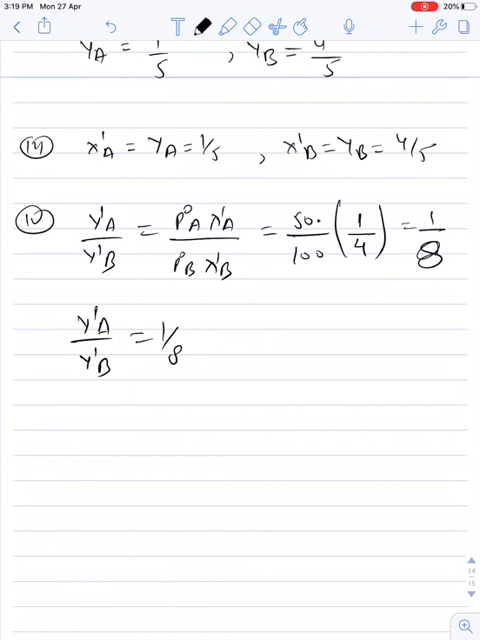 3:19 PM Mon 27 Apr 20%
YA = 1/5 , YB = 4/5
X'A = YA = 1/5 , X'B = YB = 4/5
Y'A/Y'B = P°A X'A / P°B X'B = 50./100 (1/4) = 1/8
Y'A/Y'B = 1/8
14
15